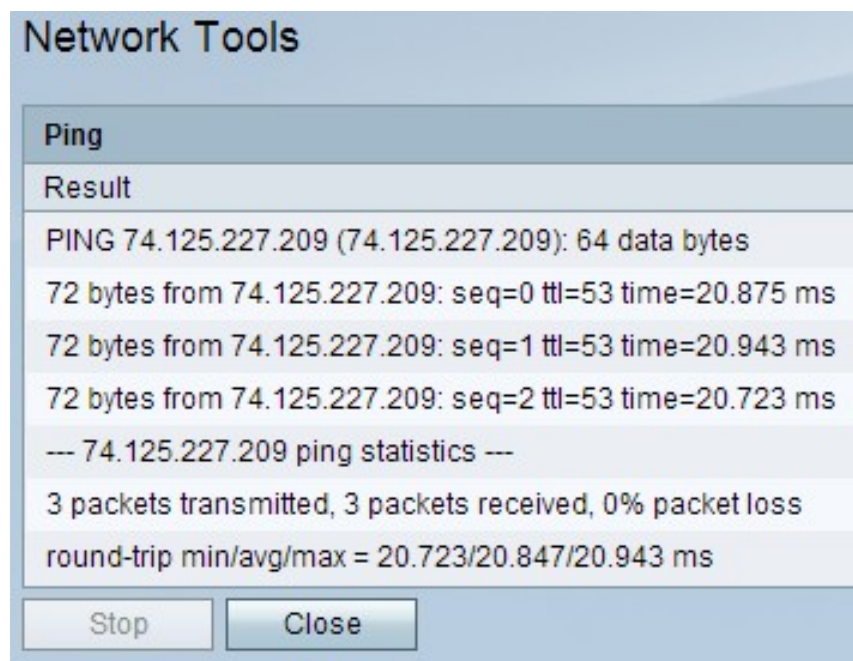 Network Tools
Ping
Result
PING 74.125.227.209 (74.125.227.209): 64 data bytes
72 bytes from 74.125.227.209: seq=0 ttl=53 time=20.875 ms
72 bytes from 74.125.227.209: seq=1 ttl=53 time=20.943 ms
72 bytes from 74.125.227.209: seq=2 ttl=53 time=20.723 ms
--- 74.125.227.209 ping statistics ---
3 packets transmitted, 3 packets received, 0% packet loss
round-trip min/avg/max = 20.723/20.847/20.943 ms
Stop Close